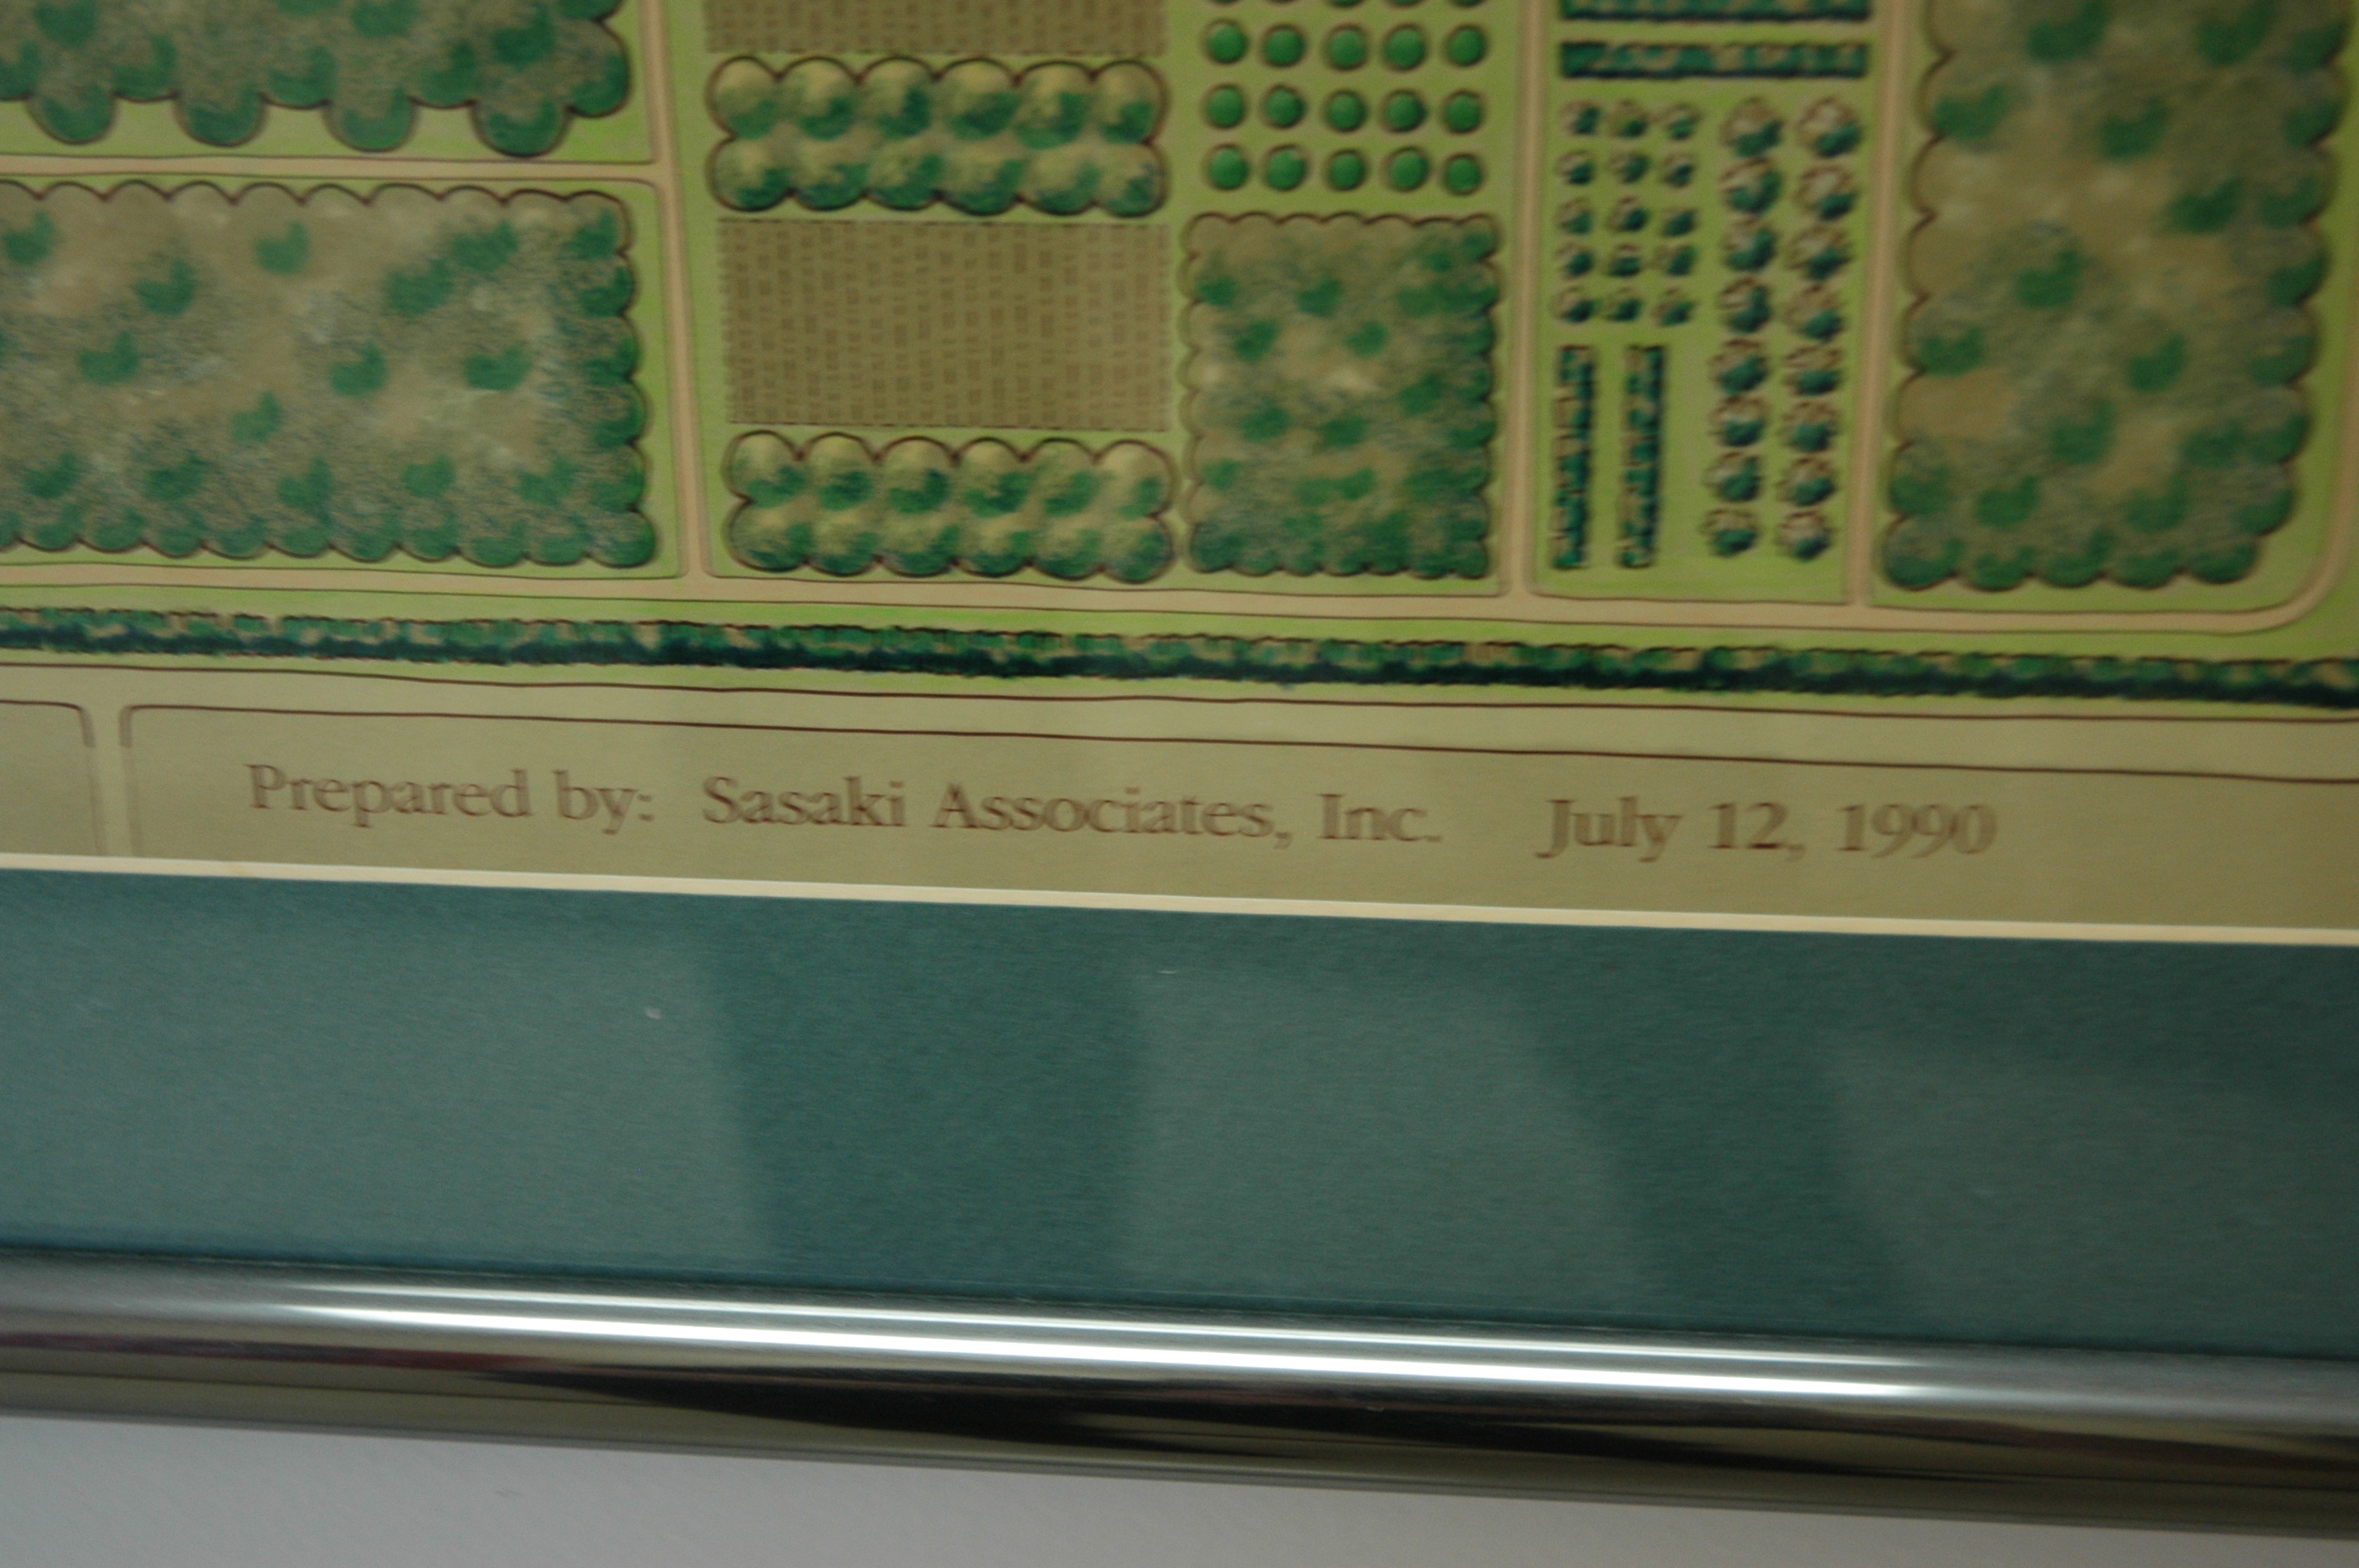 Prepared by: Sasaki Associates, Inc. July 12, 1990